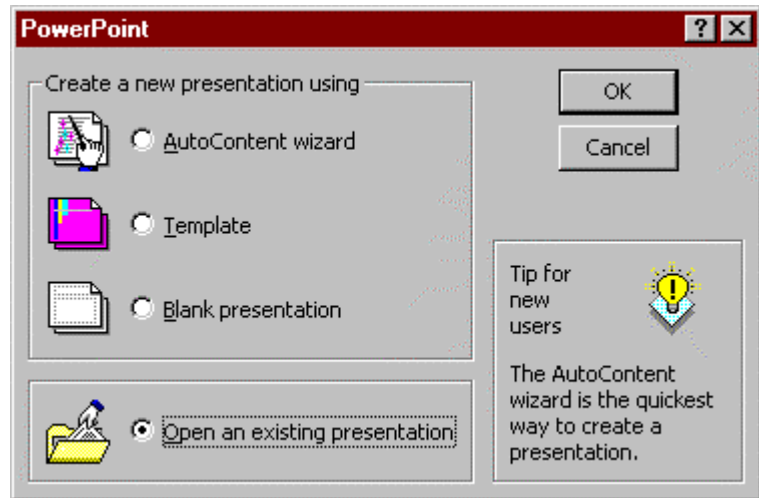 PowerPoint
Create a new presentation using
AutoContent wizard
Template
Blank presentation
Open an existing presentation
OK
Cancel
Tip for
new
users
The AutoContent
wizard is the quickest
way to create a
presentation.